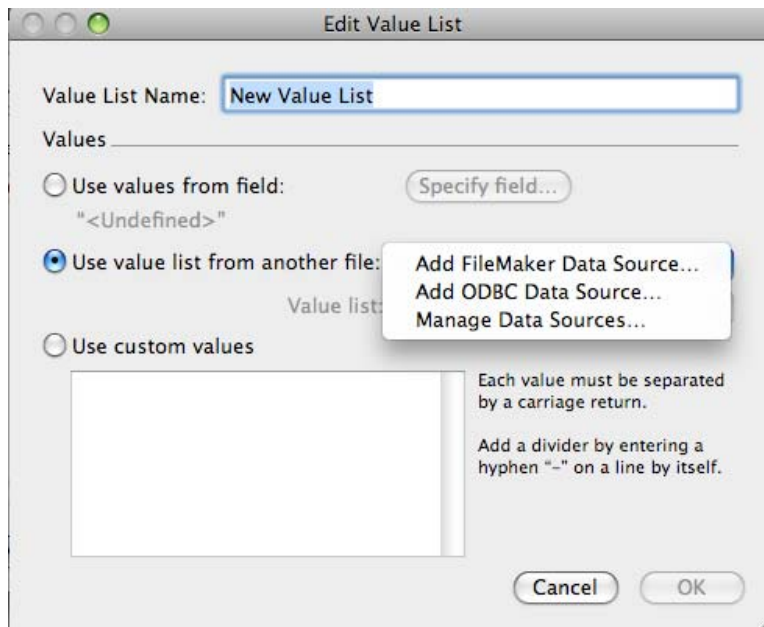 Edit Value List
Value List Name: New Value List
Values
Use values from field: Specify field...
"<Undefined>"
Use value list from another file:
Add FileMaker Data Source...
Add ODBC Data Source...
Manage Data Sources...
Value list:
Use custom values
Each value must be separated
by a carriage return.
Add a divider by entering a
hyphen "-" on a line by itself.
Cancel OK